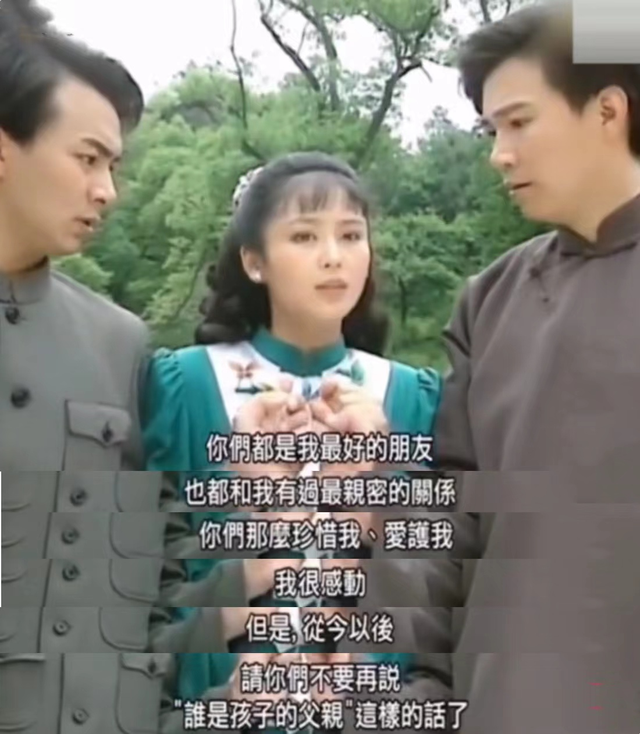 你們都是我最好的朋友
也都和我有過最親密的關係
你們那麼珍惜我、愛護我
我很感動
但是, 從今以後
請你們不要再說
"誰是孩子的父親"這樣的話了